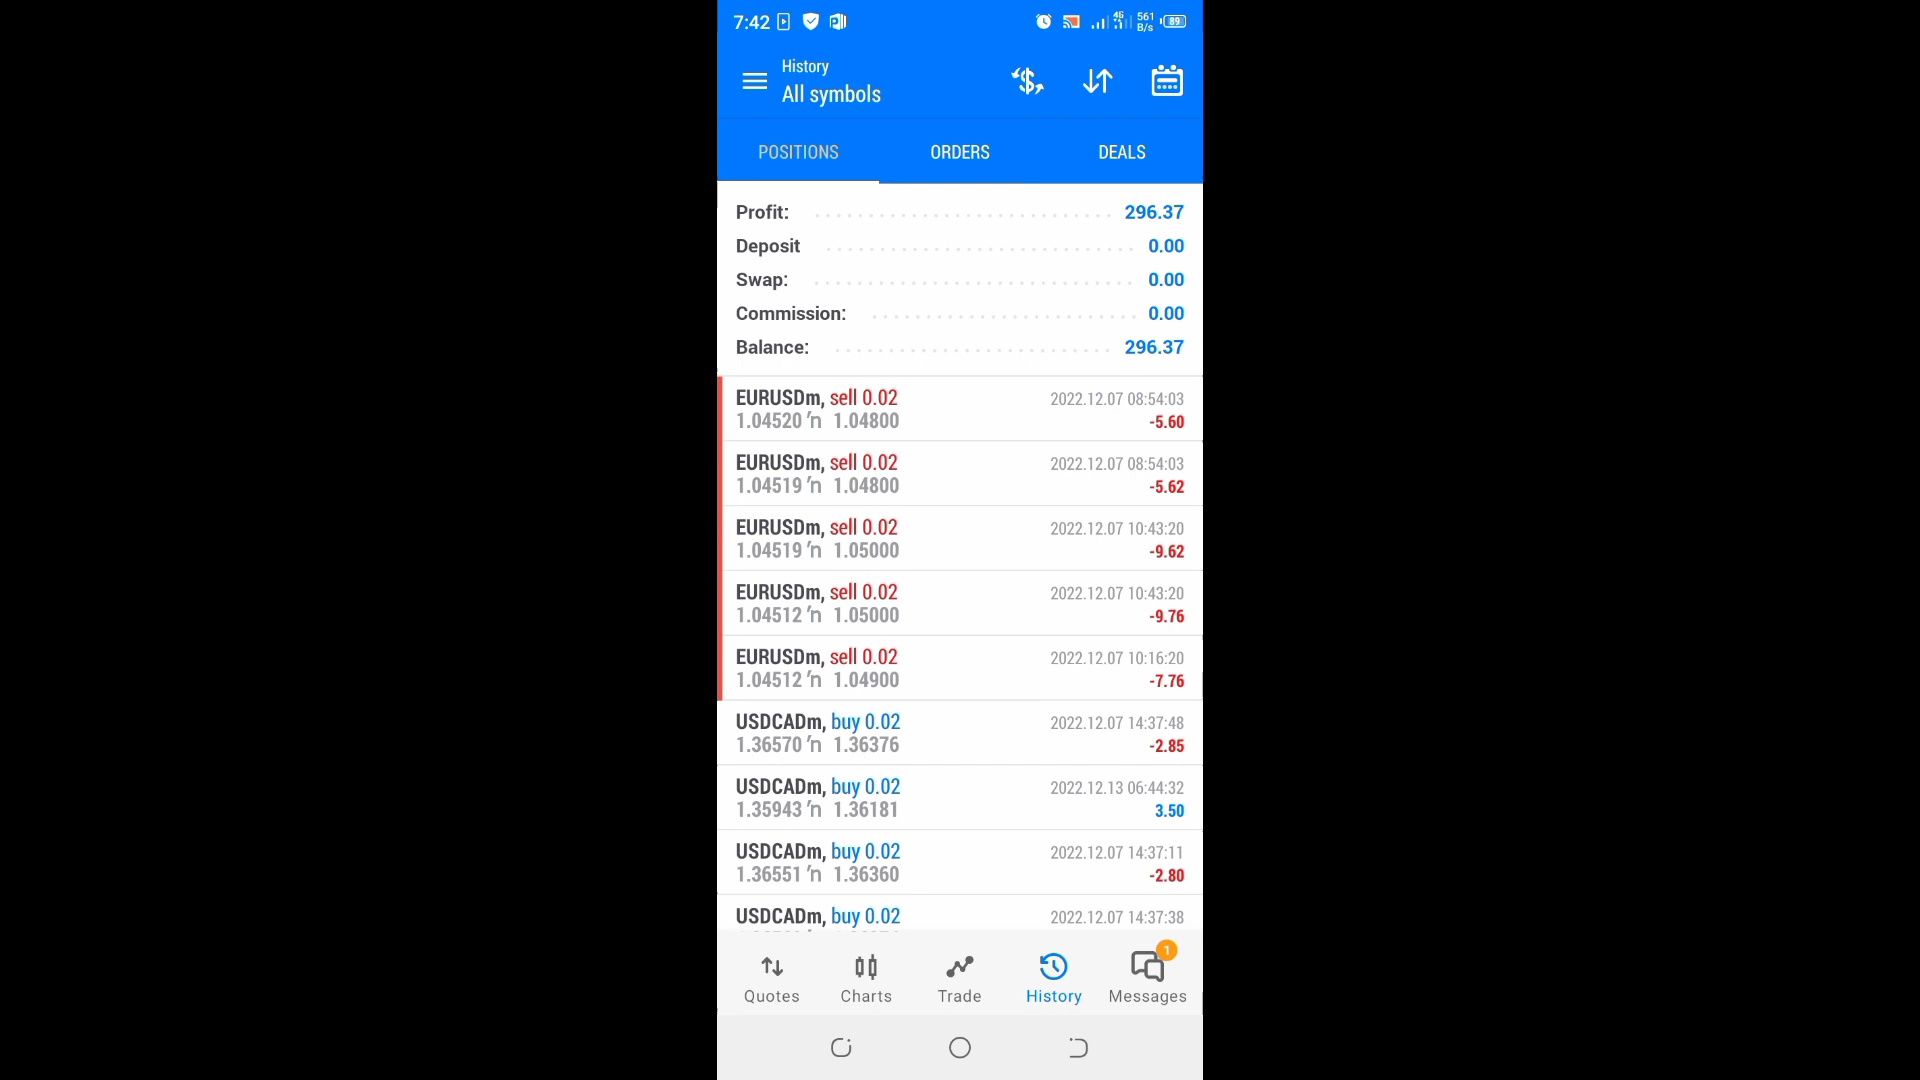 7:42 4G 561 B/s 89
History
All symbols
POSITIONS ORDERS DEALS
Profit: 296.37
Deposit 0.00
Swap: 0.00
Commission: 0.00
Balance: 296.37
EURUSDm, sell 0.02 2022.12.07 08:54:03
1.04520 ’n 1.04800 -5.60
EURUSDm, sell 0.02 2022.12.07 08:54:03
1.04519 ’n 1.04800 -5.62
EURUSDm, sell 0.02 2022.12.07 10:43:20
1.04519 ’n 1.05000 -9.62
EURUSDm, sell 0.02 2022.12.07 10:43:20
1.04512 ’n 1.05000 -9.76
EURUSDm, sell 0.02 2022.12.07 10:16:20
1.04512 ’n 1.04900 -7.76
USDCADm, buy 0.02 2022.12.07 14:37:48
1.36570 ’n 1.36376 -2.85
USDCADm, buy 0.02 2022.12.13 06:44:32
1.35943 ’n 1.36181 3.50
USDCADm, buy 0.02 2022.12.07 14:37:11
1.36551 ’n 1.36360 -2.80
USDCADm, buy 0.02 2022.12.07 14:37:38
1
Quotes Charts Trade History Messages